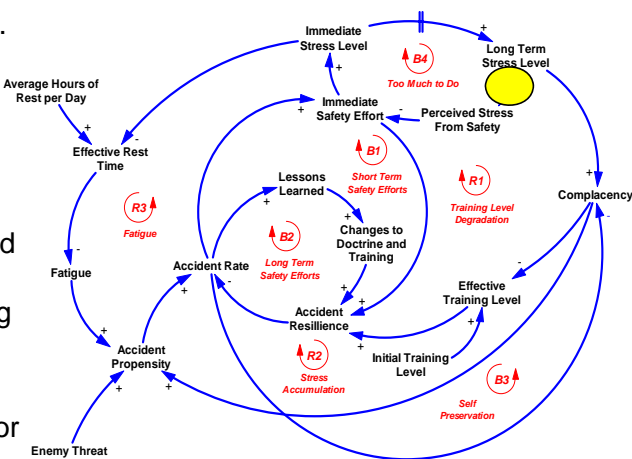 .
Immediate
Stress Level
+
B4
Too Much to Do
Long Term
Stress Level
Average Hours of
Rest per Day
+
-
Effective Rest
Time
+
Immediate
Safety Effort
+
-
Perceived Stress
From Safety
B1
Short Term
Safety Efforts
R1
Training Level
Degradation
+
Complacency
-
R3
Fatigue
Lessons
Learned
+
+
Changes to
Doctrine and
Training
B2
Long Term
Safety Efforts
d
-
Fatigue
Accident Rate
+
-
+
+
Accident
Resillience
+
-
Effective
Training Level
+
g
+
Accident
Propensity
+
+
R2
Stress
Accumulation
Initial Training
Level
B3
Self
Preservation
or
Enemy Threat